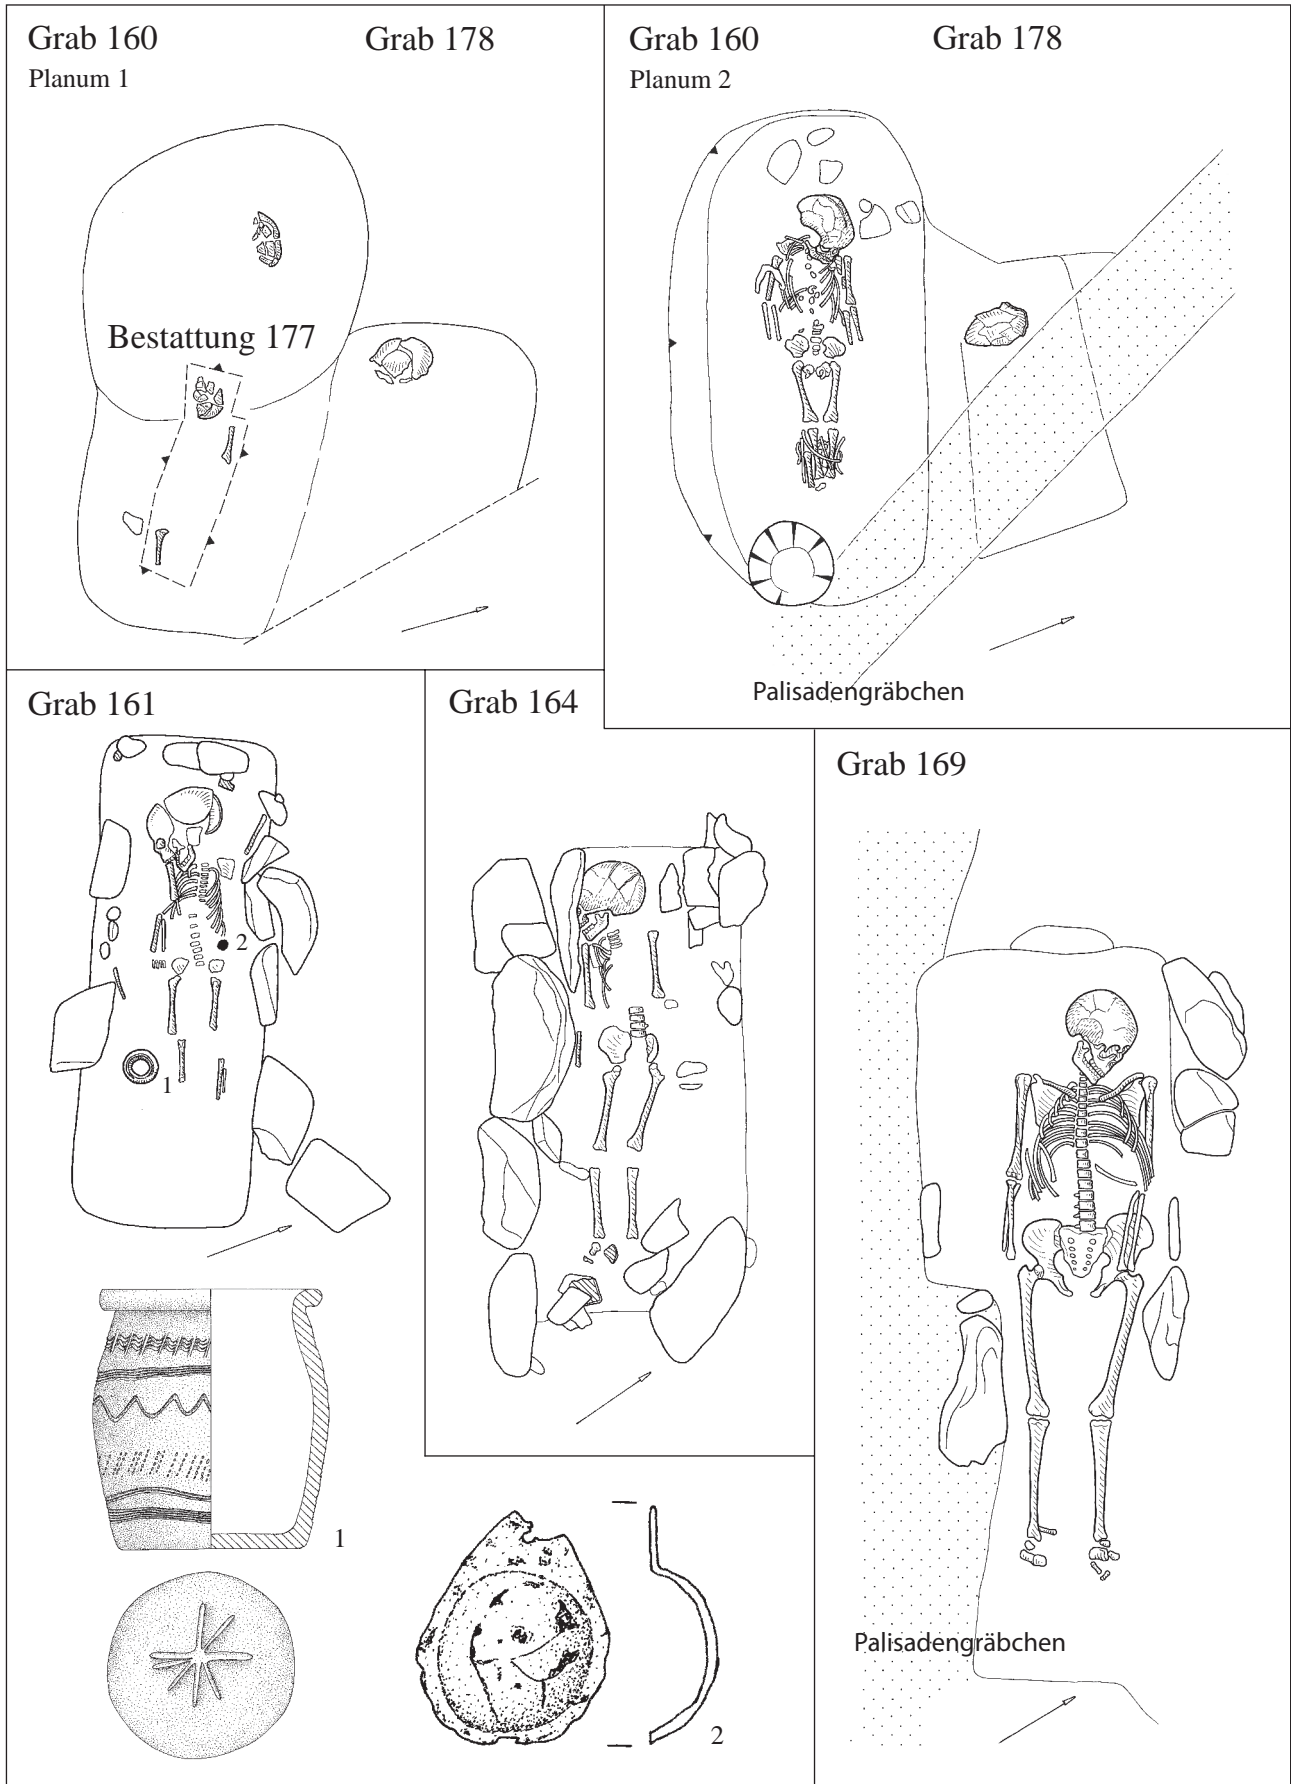 Grab 160
Grab 178
Planum 1
Bestattung 177
Grab 160
Grab 178
Planum 2
Palisadengräbchen
Grab 161
2
1
1
Grab 164
2
Grab 169
Palisadengräbchen